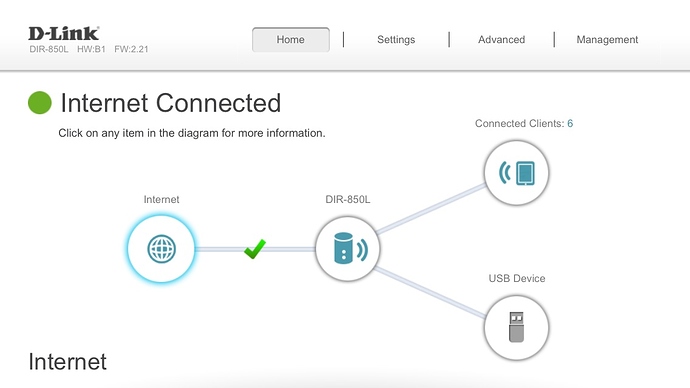 D-Link
DIR-850L HW:B1 FW:2.21
Home Settings Advanced Management
Internet Connected
Click on any item in the diagram for more information.
Connected Clients: 6
Internet
DIR-850L
USB Device
Internet